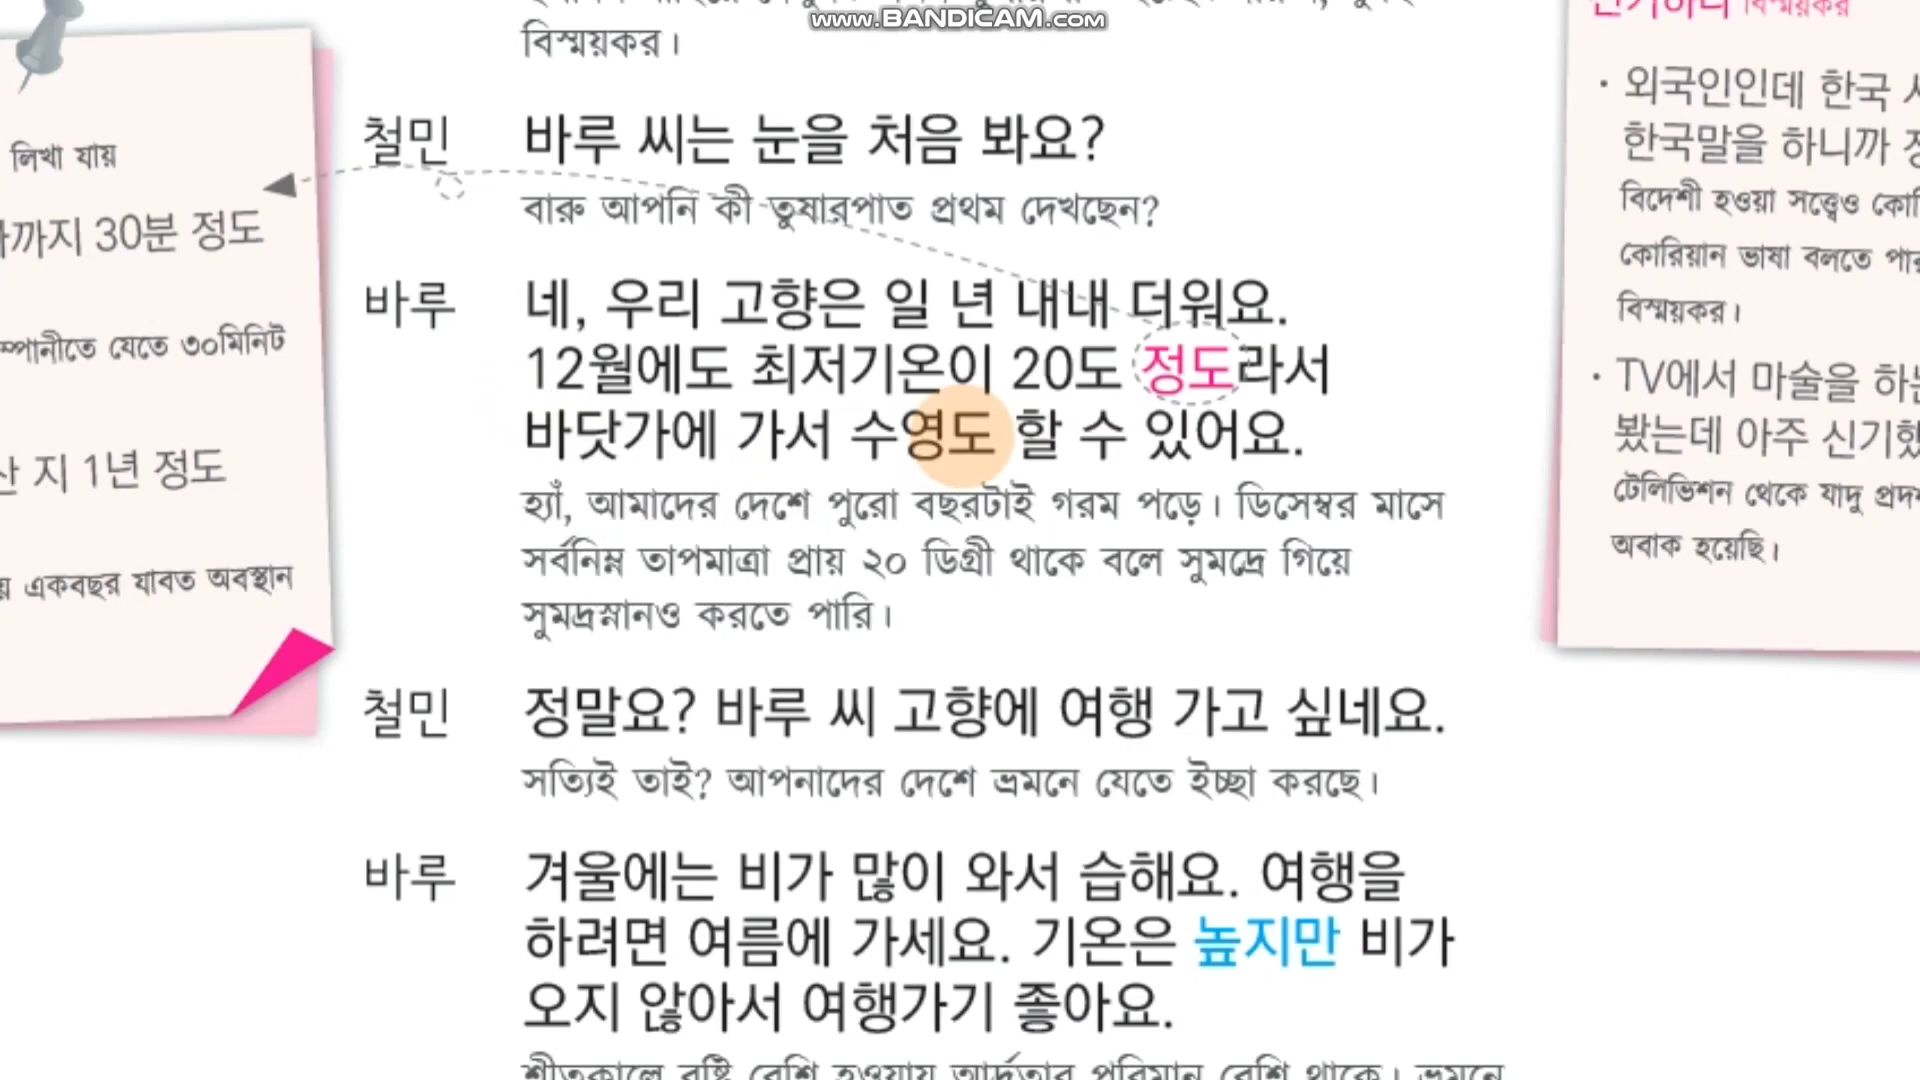 www.BANDICAM.com
বিস্ময়কর।
철민 바루 씨는 눈을 처음 봐요?
বারু আপনি কী তুষারপাত প্রথম দেখছেন?
바루 네, 우리 고향은 일 년 내내 더워요.
12월에도 최저기온이 20도 정도라서
바닷가에 가서 수영도 할 수 있어요.
হ্যাঁ, আমাদের দেশে পুরো বছরটাই গরম পড়ে। ডিসেম্বর মাসে
সর্বনিম্ন তাপমাত্রা প্রায় ২০ ডিগ্রী থাকে বলে সুমদ্রে গিয়ে
সুমদ্রস্নানও করতে পারি।
철민 정말요? 바루 씨 고향에 여행 가고 싶네요.
সত্যিই তাই? আপনাদের দেশে ভ্রমনে যেতে ইচ্ছা করছে।
바루 겨울에는 비가 많이 와서 습해요. 여행을
하려면 여름에 가세요. 기온은 높지만 비가
오지 않아서 여행가기 좋아요.
শীতকালে বৃষ্টি বেশি হওয়ায় আর্দ্রতার পরিমান বেশি থাকে। ভ্রমনে
লিখা যায়
까지 30분 정도
যেতে ৩০মিনিট
지 1년 정도
একবছর যাবত অবস্থান
신기하다 বিস্ময়কর
· 외국인인데 한국
한국말을 하니까
বিদেশী হওয়া সত্ত্বেও
কোরিয়ান ভাষা বলতে
বিস্ময়কর।
· TV에서 마술을
봤는데 아주
টেলিভিশন থেকে যাদু
অবাক হয়েছি।